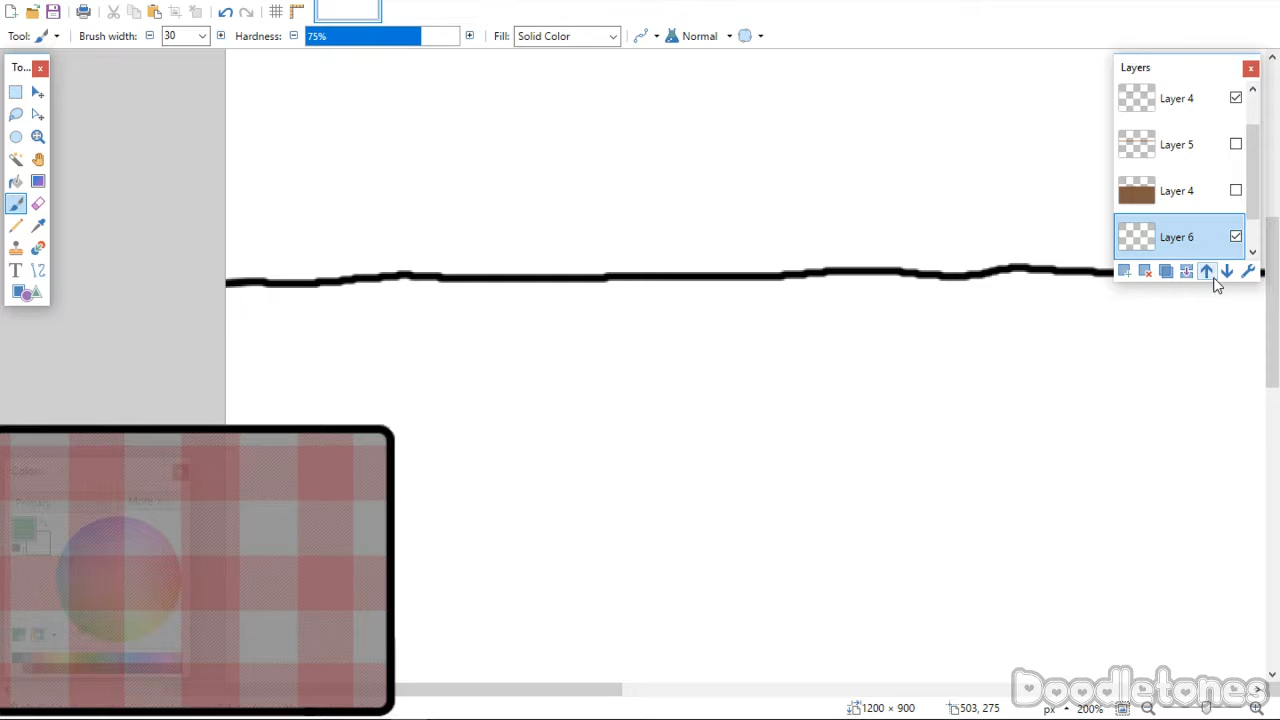 Tool:
Brush width:
30
Hardness:
75%
Fill:
Solid Color
Normal
To...
Layers
Layer 4
Layer 5
Layer 4
Layer 6
More
Doodletones
1200 × 900
503, 275
px
200%